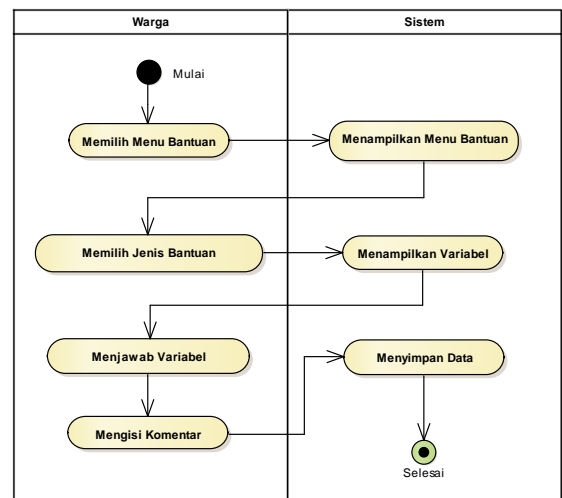 Warga
Sistem
Mulai
Memilih Menu Bantuan
Menampilkan Menu Bantuan
Memilih Jenis Bantuan
Menampilkan Variabel
Menjawab Variabel
Mengisi Komentar
Menyimpan Data
Selesai